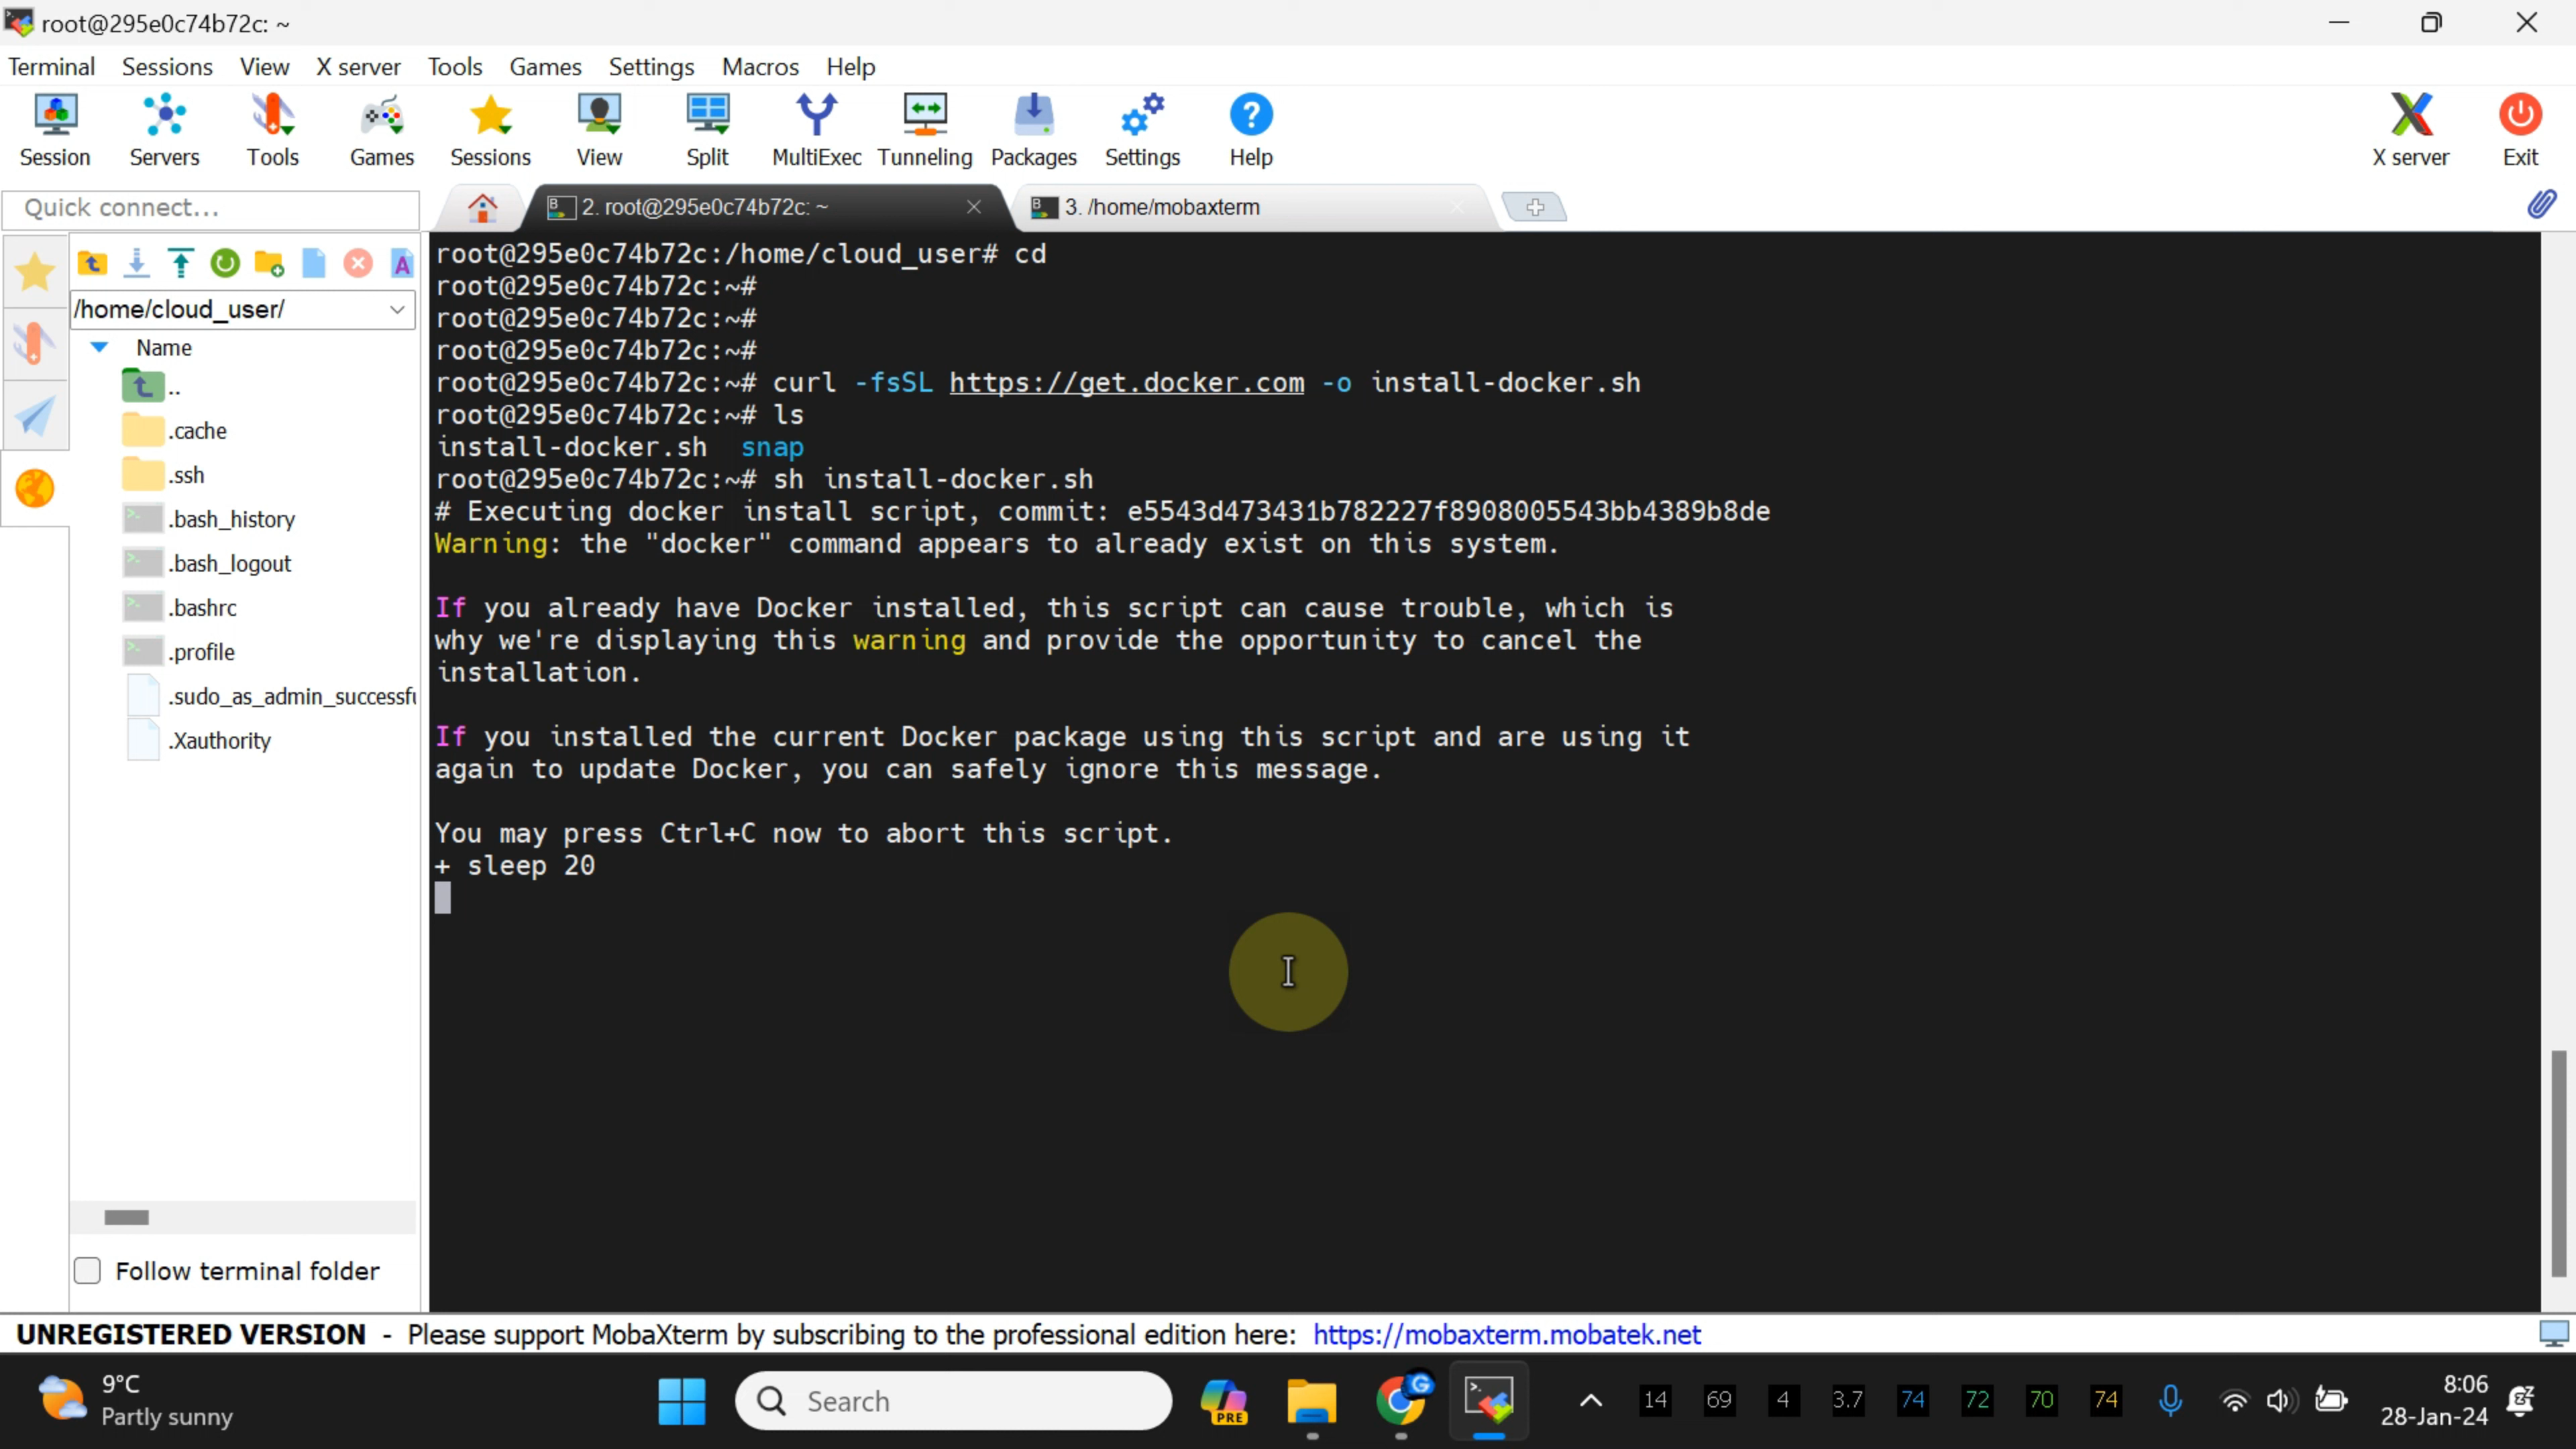 root@295e0c74b72c: ~
Terminal Sessions View X server Tools Games Settings Macros Help
Session Servers Tools Games Sessions View Split MultiExec Tunneling Packages Settings Help X server Exit
Quick connect...
2. root@295e0c74b72c: ~
3. /home/mobaxterm
/home/cloud_user/
Name
..
.cache
.ssh
.bash_history
.bash_logout
.bashrc
.profile
.sudo_as_admin_successfu
.Xauthority
Follow terminal folder
root@295e0c74b72c:/home/cloud_user# cd
root@295e0c74b72c:~#
root@295e0c74b72c:~#
root@295e0c74b72c:~#
root@295e0c74b72c:~# curl -fsSL https://get.docker.com -o install-docker.sh
root@295e0c74b72c:~# ls
install-docker.sh snap
root@295e0c74b72c:~# sh install-docker.sh
# Executing docker install script, commit: e5543d473431b782227f8908005543bb4389b8de
Warning: the "docker" command appears to already exist on this system.
If you already have Docker installed, this script can cause trouble, which is
why we're displaying this warning and provide the opportunity to cancel the
installation.
If you installed the current Docker package using this script and are using it
again to update Docker, you can safely ignore this message.
You may press Ctrl+C now to abort this script.
+ sleep 20
UNREGISTERED VERSION - Please support MobaXterm by subscribing to the professional edition here: https://mobaxterm.mobatek.net
9°C
Partly sunny
Search
PRE
G
14 69 4 3.7 74 72 70 74
8:06
28-Jan-24